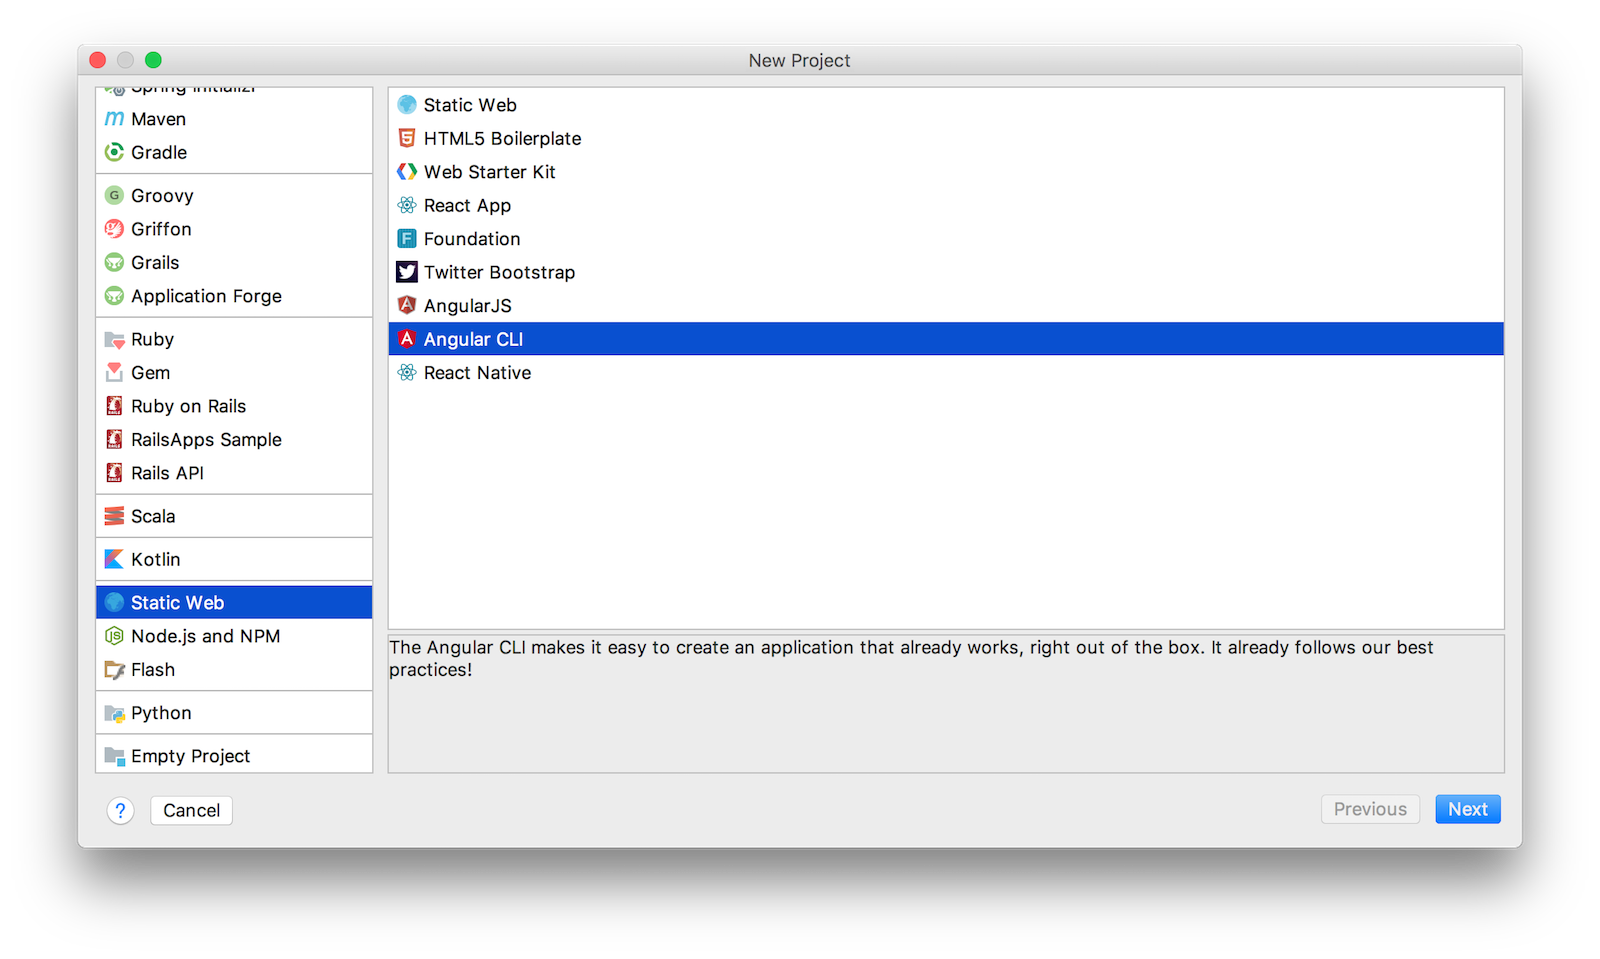 New Project
Spring Initializr
Maven
Gradle
Groovy
Griffon
Grails
Application Forge
Ruby
Gem
Ruby on Rails
RailsApps Sample
Rails API
Scala
Kotlin
Static Web
Node.js and NPM
Flash
Python
Empty Project
Static Web
HTML5 Boilerplate
Web Starter Kit
React App
Foundation
Twitter Bootstrap
AngularJS
Angular CLI
React Native
The Angular CLI makes it easy to create an application that already works, right out of the box. It already follows our best
practices!
? Cancel
Previous Next